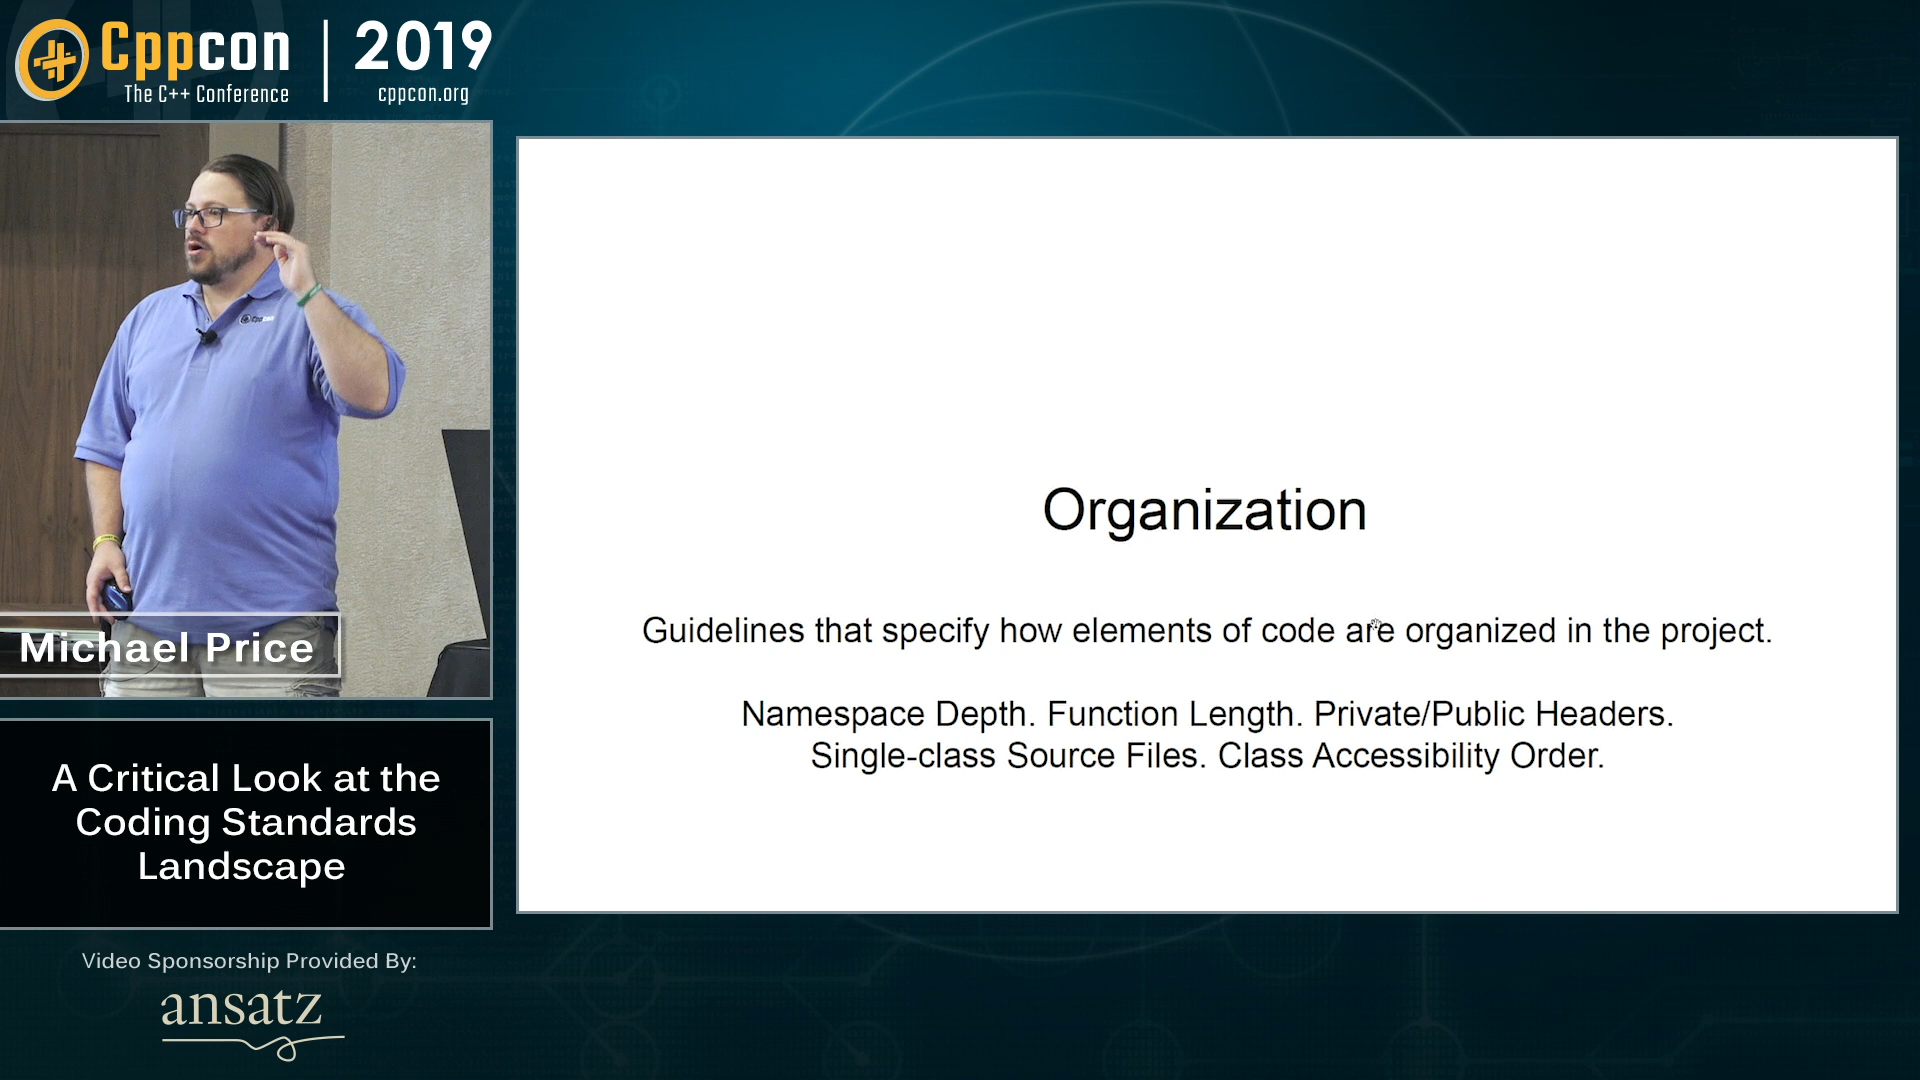 Cppcon
The C++ Conference
2019
cppcon.org
CppCon
Michael Price
A Critical Look at the
Coding Standards
Landscape
Video Sponsorship Provided By:
ansatz
Organization
Guidelines that specify how elements of code are organized in the project.
Namespace Depth. Function Length. Private/Public Headers.
Single-class Source Files. Class Accessibility Order.